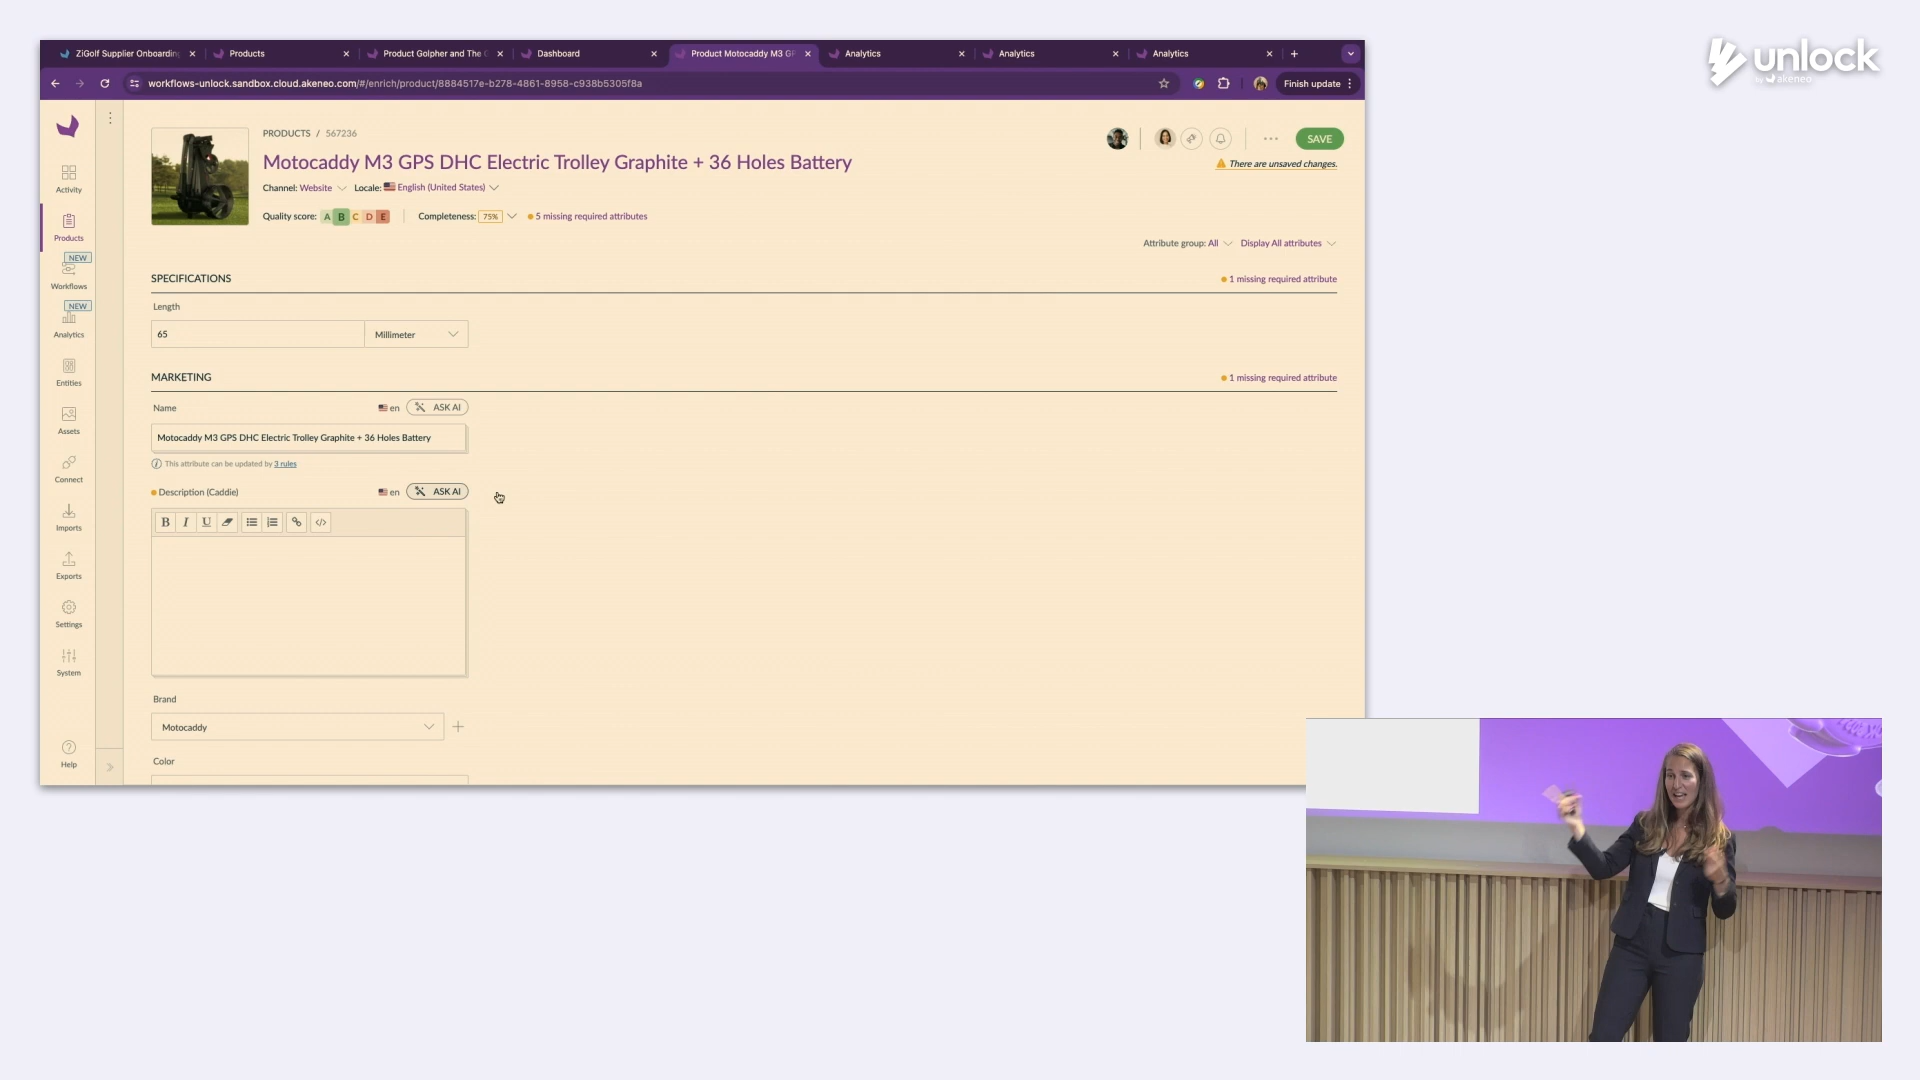 ZiGolf Supplier Onboarding
Products
Product Golpher and The
Dashboard
Product Motocaddy M3 GP
Analytics
Analytics
Analytics
workflows-unlock.sandbox.cloud.akeneo.com/#/enrich/product/8884517e-b278-4861-8958-c938b5305f8a
Finish update
unlock
by akeneo
PRODUCTS / 567236
Motocaddy M3 GPS DHC Electric Trolley Graphite + 36 Holes Battery
SAVE
There are unsaved changes.
Channel: Website Locale: English (United States)
Quality score: A B C D E Completeness: 75% 5 missing required attributes
Attribute group: All Display All attributes
Activity
Products
NEW
Workflows
NEW
Analytics
Entities
Assets
Connect
Imports
Exports
Settings
System
Help
SPECIFICATIONS 1 missing required attribute
Length
65 Millimeter
MARKETING 1 missing required attribute
Name en ASK AI
Motocaddy M3 GPS DHC Electric Trolley Graphite + 36 Holes Battery
This attribute can be updated by 3 rules
Description (Caddie) en ASK AI
B I U
Brand
Motocaddy
Color